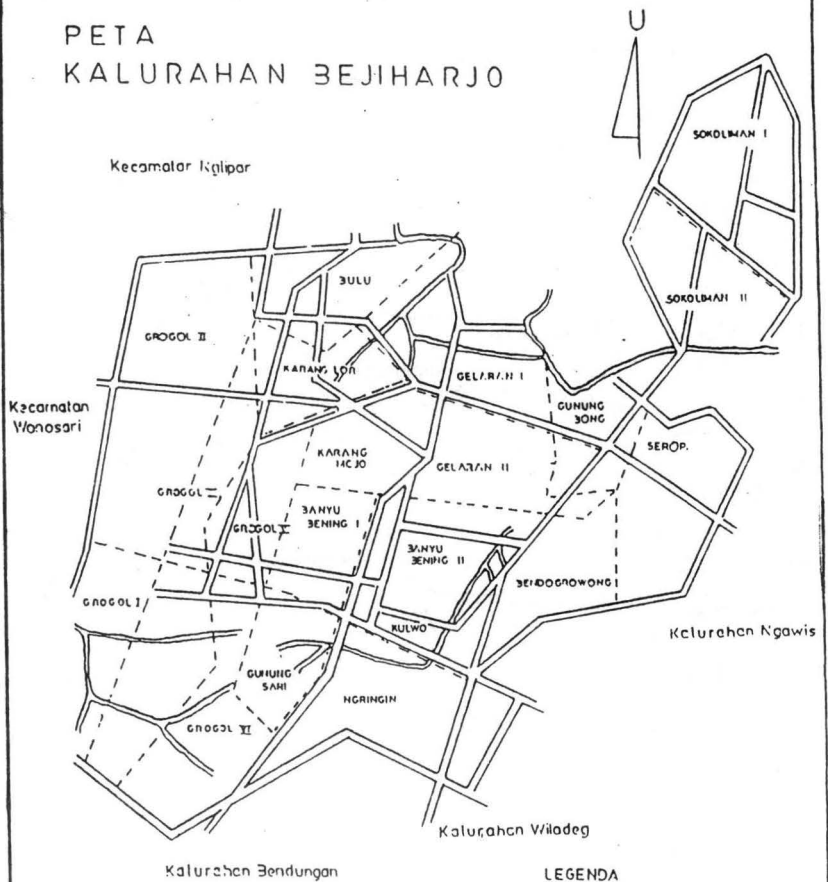 PETA
KALURAHAN BEJIHARJO
U
SOKOLIMAN I
Kecamatan Nglipar
BULU
SOKOLIMAN II
GROGOL II
KARANG LOR
GELARAN I
Kecamatan
Wonosari
GUNUNG
BONG
SEROP.
KARANG
MOJO
GELARAN II
GROGOL
BANYU
BENING I
GROGOL V
BANYU
BENING II
BENDOGROWONG
GROGOL I
KULWO
Kalurahan Ngawis
GUNUNG
SARI
NGRINGIN
GROGOL VI
Kalurahan Wiladeg
Kalurahan Bendungan
LEGENDA